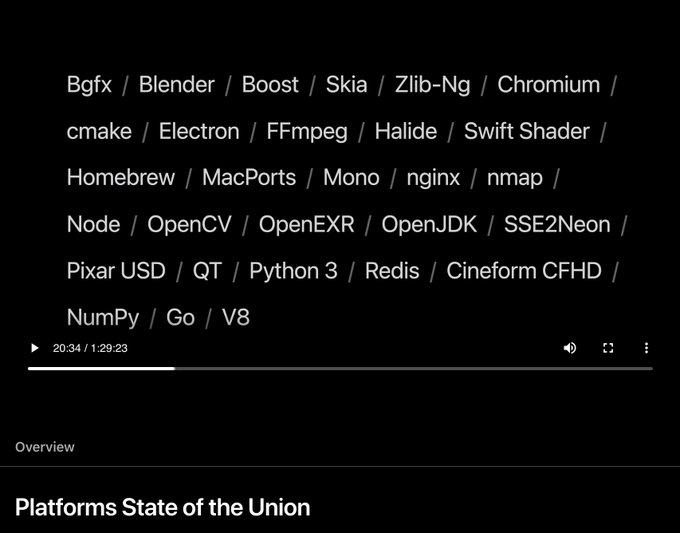 Bgfx / Blender / Boost / Skia / Zlib-Ng / Chromium /
cmake / Electron / FFmpeg / Halide / Swift Shader /
Homebrew / MacPorts / Mono / nginx / nmap /
Node / OpenCV / OpenEXR / OpenJDK / SSE2Neon /
Pixar USD / QT / Python 3 / Redis / Cineform CFHD /
NumPy / Go / V8
20:34 / 1:29:23
Overview
Platforms State of the Union